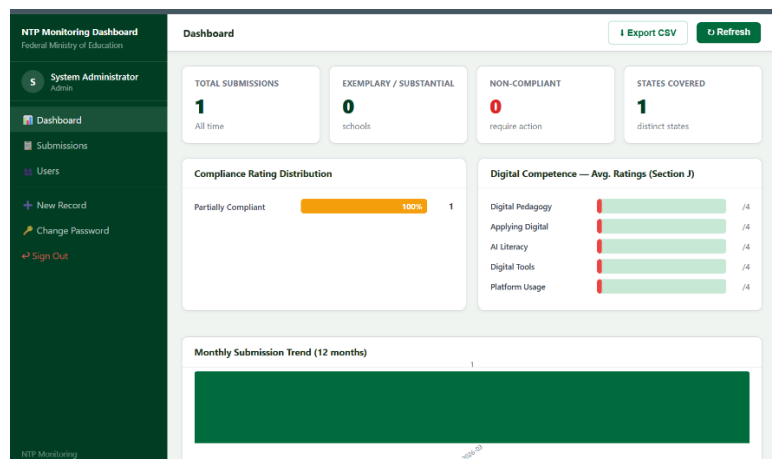 NTP Monitoring Dashboard
Federal Ministry of Education
S
System Administrator
Admin
Dashboard
Submissions
Users
New Record
Change Password
Sign Out
NTP Monitoring
Dashboard
Export CSV
Refresh
TOTAL SUBMISSIONS
1
All time
EXEMPLARY / SUBSTANTIAL
0
schools
NON-COMPLIANT
0
require action
STATES COVERED
1
distinct states
Compliance Rating Distribution
Partially Compliant 100% 1
Digital Competence — Avg. Ratings (Section J)
Digital Pedagogy /4
Applying Digital /4
AI Literacy /4
Digital Tools /4
Platform Usage /4
Monthly Submission Trend (12 months)
1
2026-03